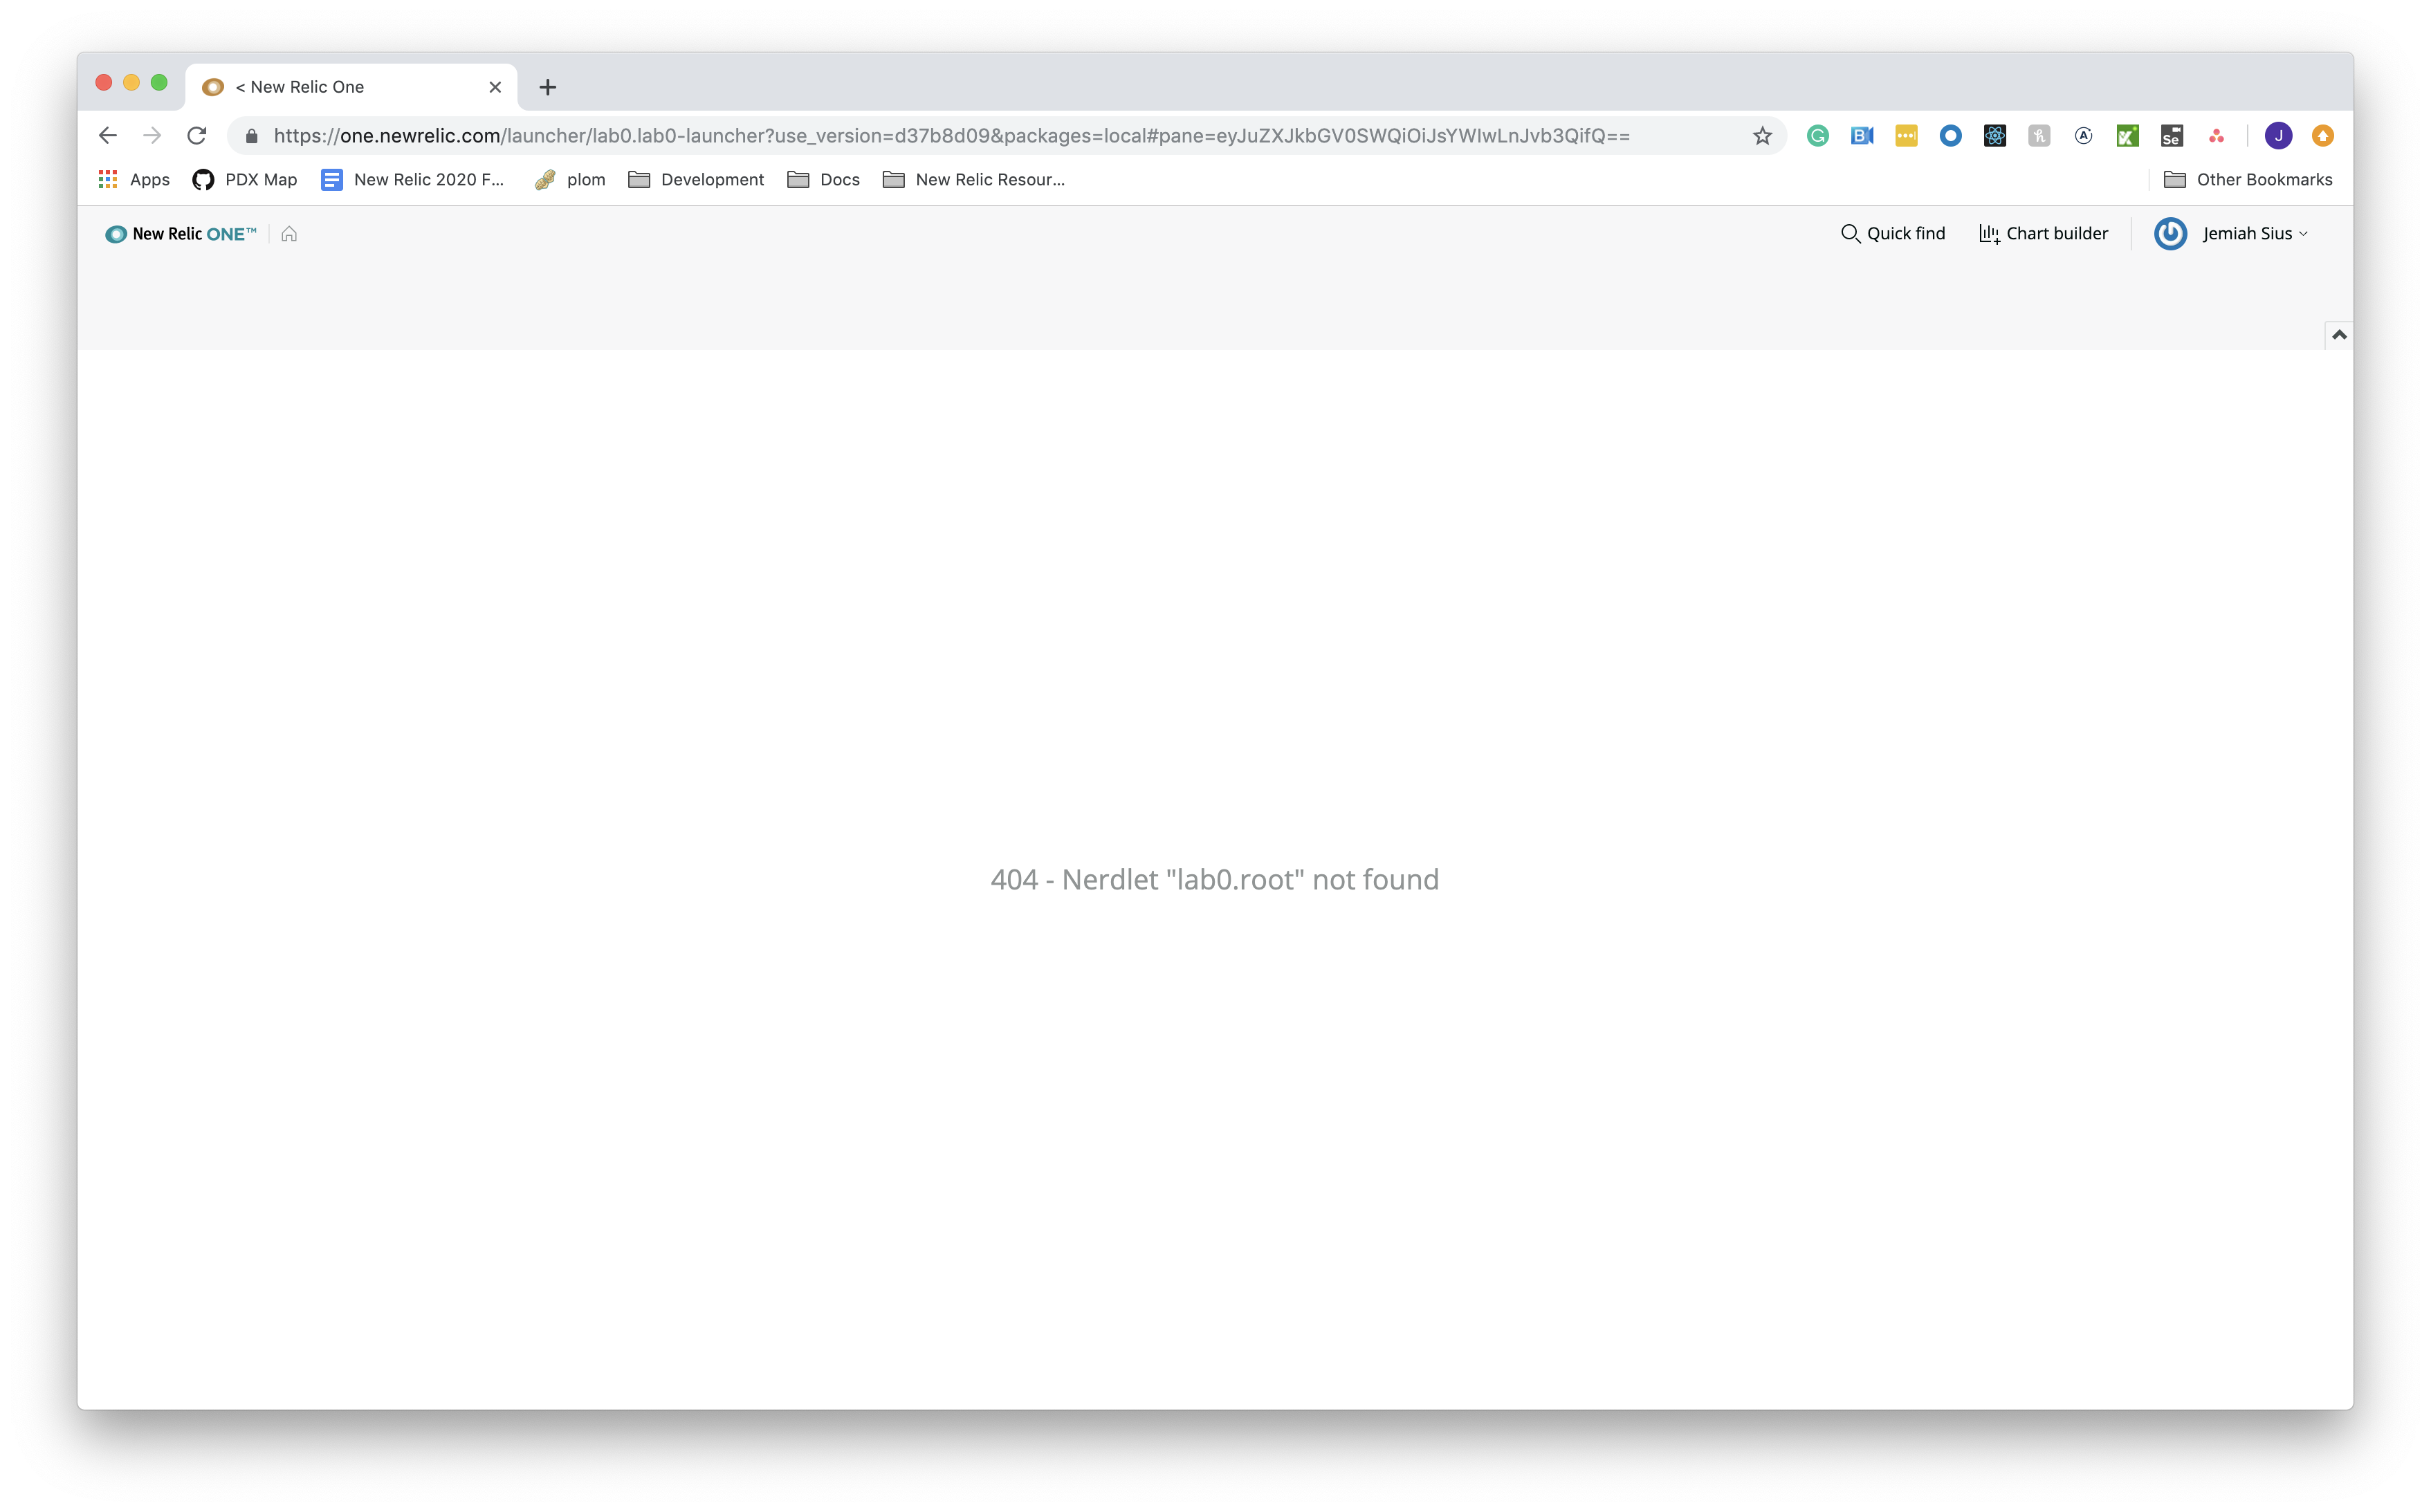 < New Relic One
https://one.newrelic.com/launcher/lab0.lab0-launcher?use_version=d37b8d09&packages=local#pane=eyJuZXJkbGV0SWQiOiJsYWIwLnJvb3QifQ==
B
h
A
K
Se
J
Apps
PDX Map
New Relic 2020 F...
plom
Development
Docs
New Relic Resour...
Other Bookmarks
New Relic ONE™
Quick find
Chart builder
Jemiah Sius
404 - Nerdlet "lab0.root" not found